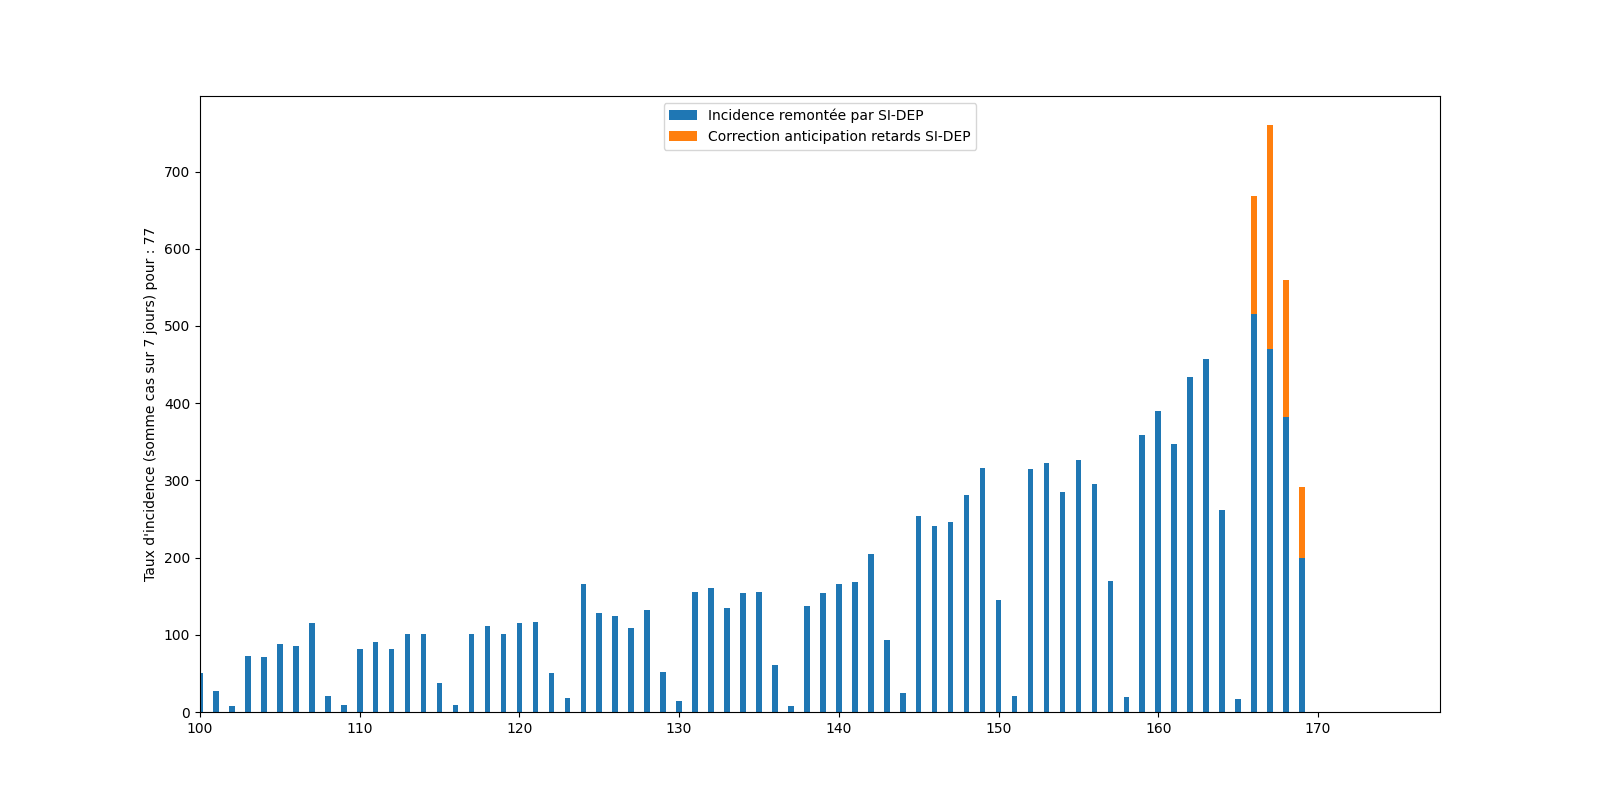 Incidence remontée par SI-DEP
Correction anticipation retards SI-DEP
Taux d'incidence (somme cas sur 7 jours) pour : 77
700
600
500
400
300
200
100
0
100 110 120 130 140 150 160 170